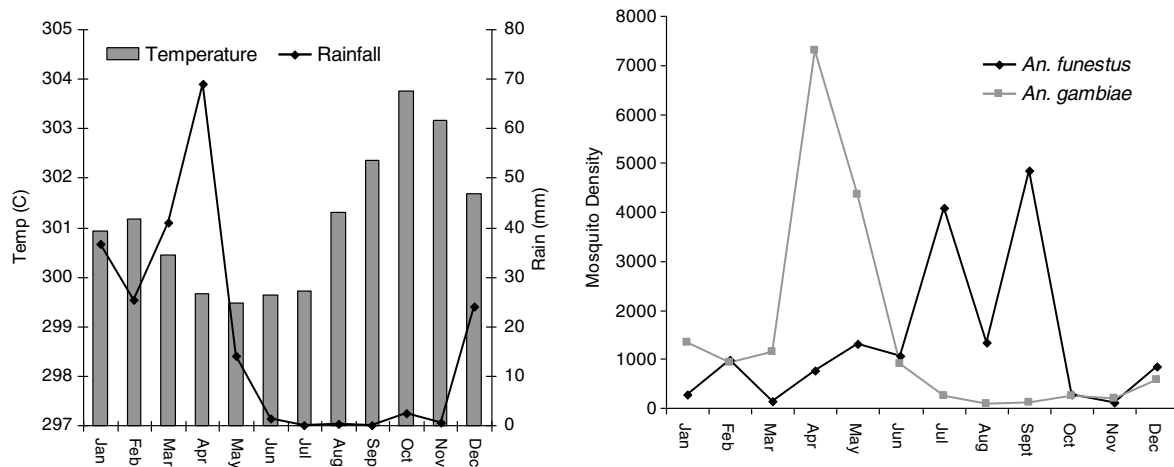 305
304
303
302
301
300
299
298
297
Temp (C)
Temperature
Rainfall
80
70
60
50
40
30
20
10
0
Rain (mm)
Jan
Feb
Mar
Apr
May
Jun
Jul
Aug
Sep
Oct
Nov
Dec
8000
7000
6000
5000
4000
3000
2000
1000
0
Mosquito Density
An. funestus
An. gambiae
Jan
Feb
Mar
Apr
May
Jun
Jul
Aug
Sept
Oct
Nov
Dec